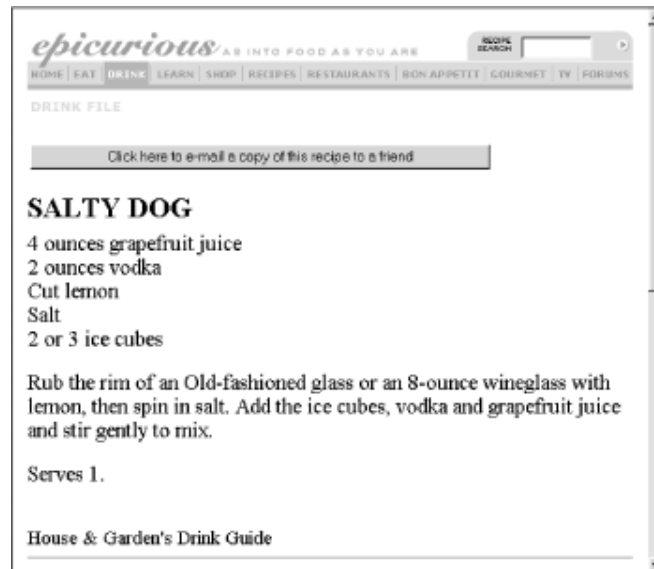 epicurious AS INTO FOOD AS YOU ARE
RECIPE
SEARCH
HOME | EAT | DRINK | LEARN | SHOP | RECIPES | RESTAURANTS | BON APPETIT | GOURMET | TV | FORUMS
DRINK FILE
Click here to e-mail a copy of this recipe to a friend
SALTY DOG
4 ounces grapefruit juice
2 ounces vodka
Cut lemon
Salt
2 or 3 ice cubes
Rub the rim of an Old-fashioned glass or an 8-ounce wineglass with
lemon, then spin in salt. Add the ice cubes, vodka and grapefruit juice
and stir gently to mix.
Serves 1.
House & Garden's Drink Guide